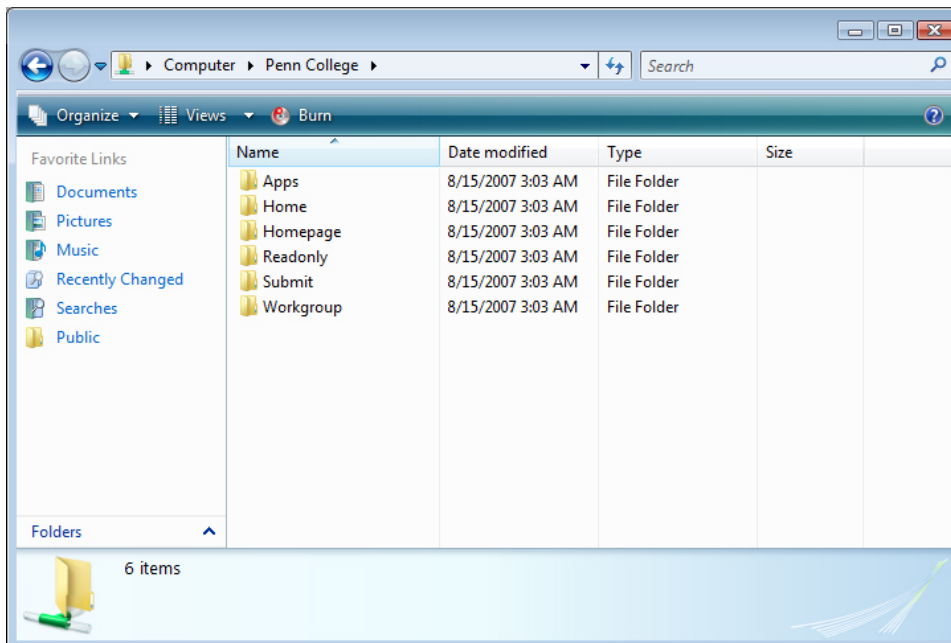 Computer Penn College
Search
Organize Views Burn
Favorite Links
Documents
Pictures
Music
Recently Changed
Searches
Public
Folders
Name Date modified Type Size
Apps 8/15/2007 3:03 AM File Folder
Home 8/15/2007 3:03 AM File Folder
Homepage 8/15/2007 3:03 AM File Folder
Readonly 8/15/2007 3:03 AM File Folder
Submit 8/15/2007 3:03 AM File Folder
Workgroup 8/15/2007 3:03 AM File Folder
6 items